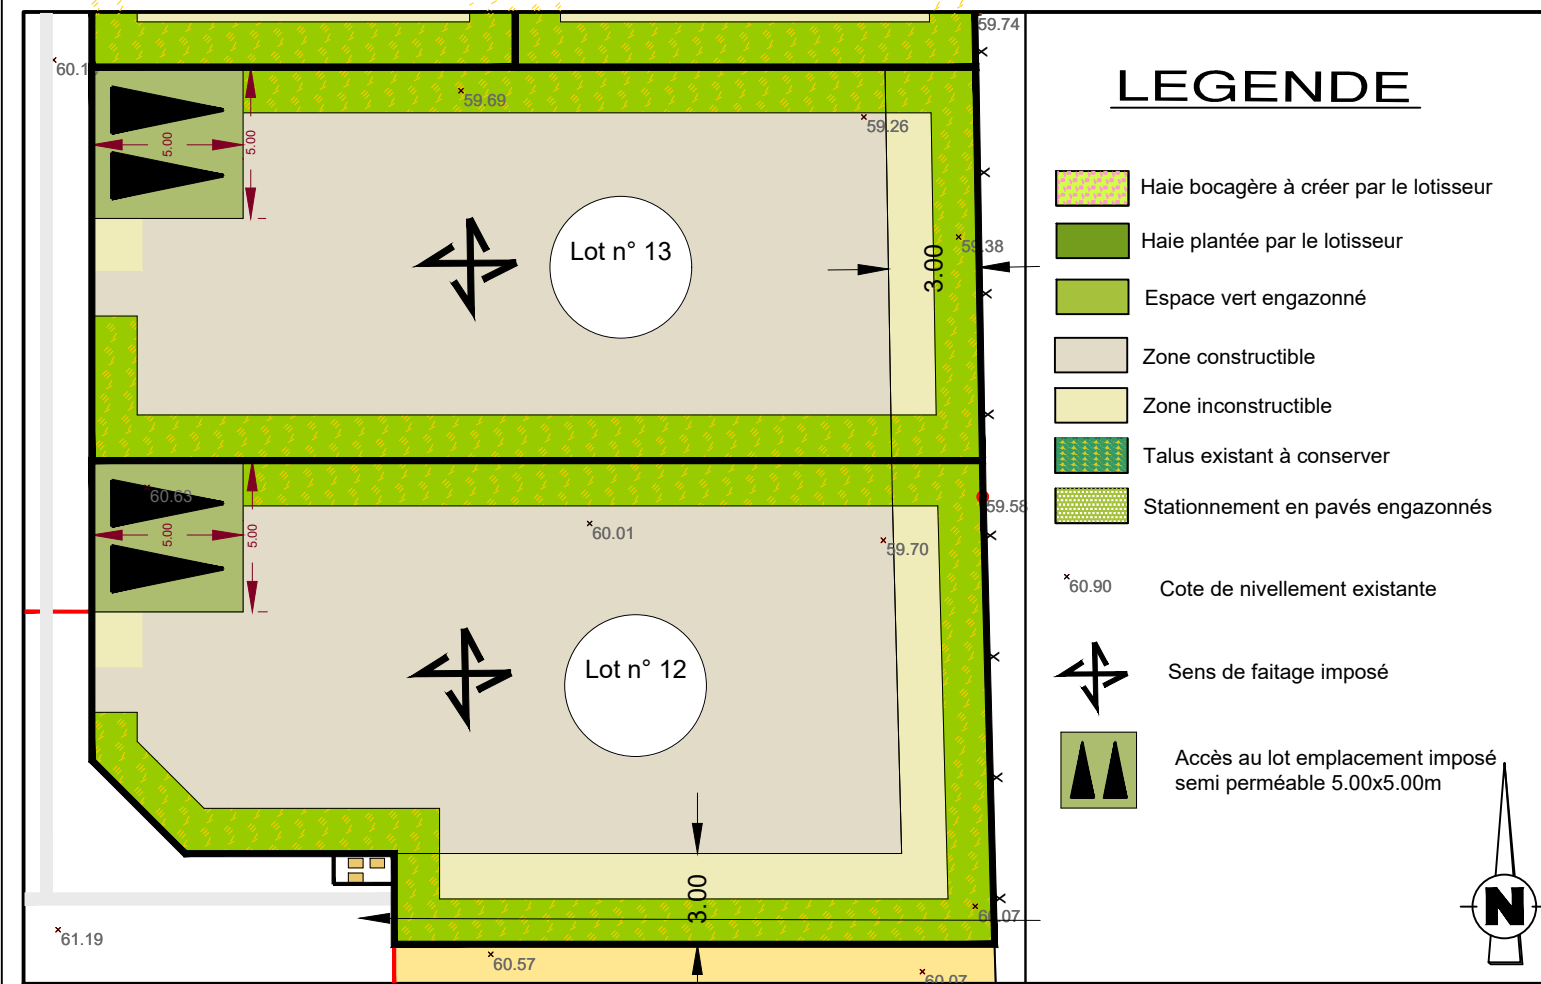 59.74
60.1
59.69
59.26
5.00
5.00
Lot n° 13
59.38
3.00
60.63
5.00
5.00
60.01
59.70
59.58
Lot n° 12
3.00
60.07
61.19
60.57
60.07
LEGENDE
Haie bocagère à créer par le lotisseur
Haie plantée par le lotisseur
Espace vert engazonné
Zone constructible
Zone inconstructible
Talus existant à conserver
Stationnement en pavés engazonnés
60.90 Cote de nivellement existante
Sens de faitage imposé
Accès au lot emplacement imposé
semi perméable 5.00x5.00m
N